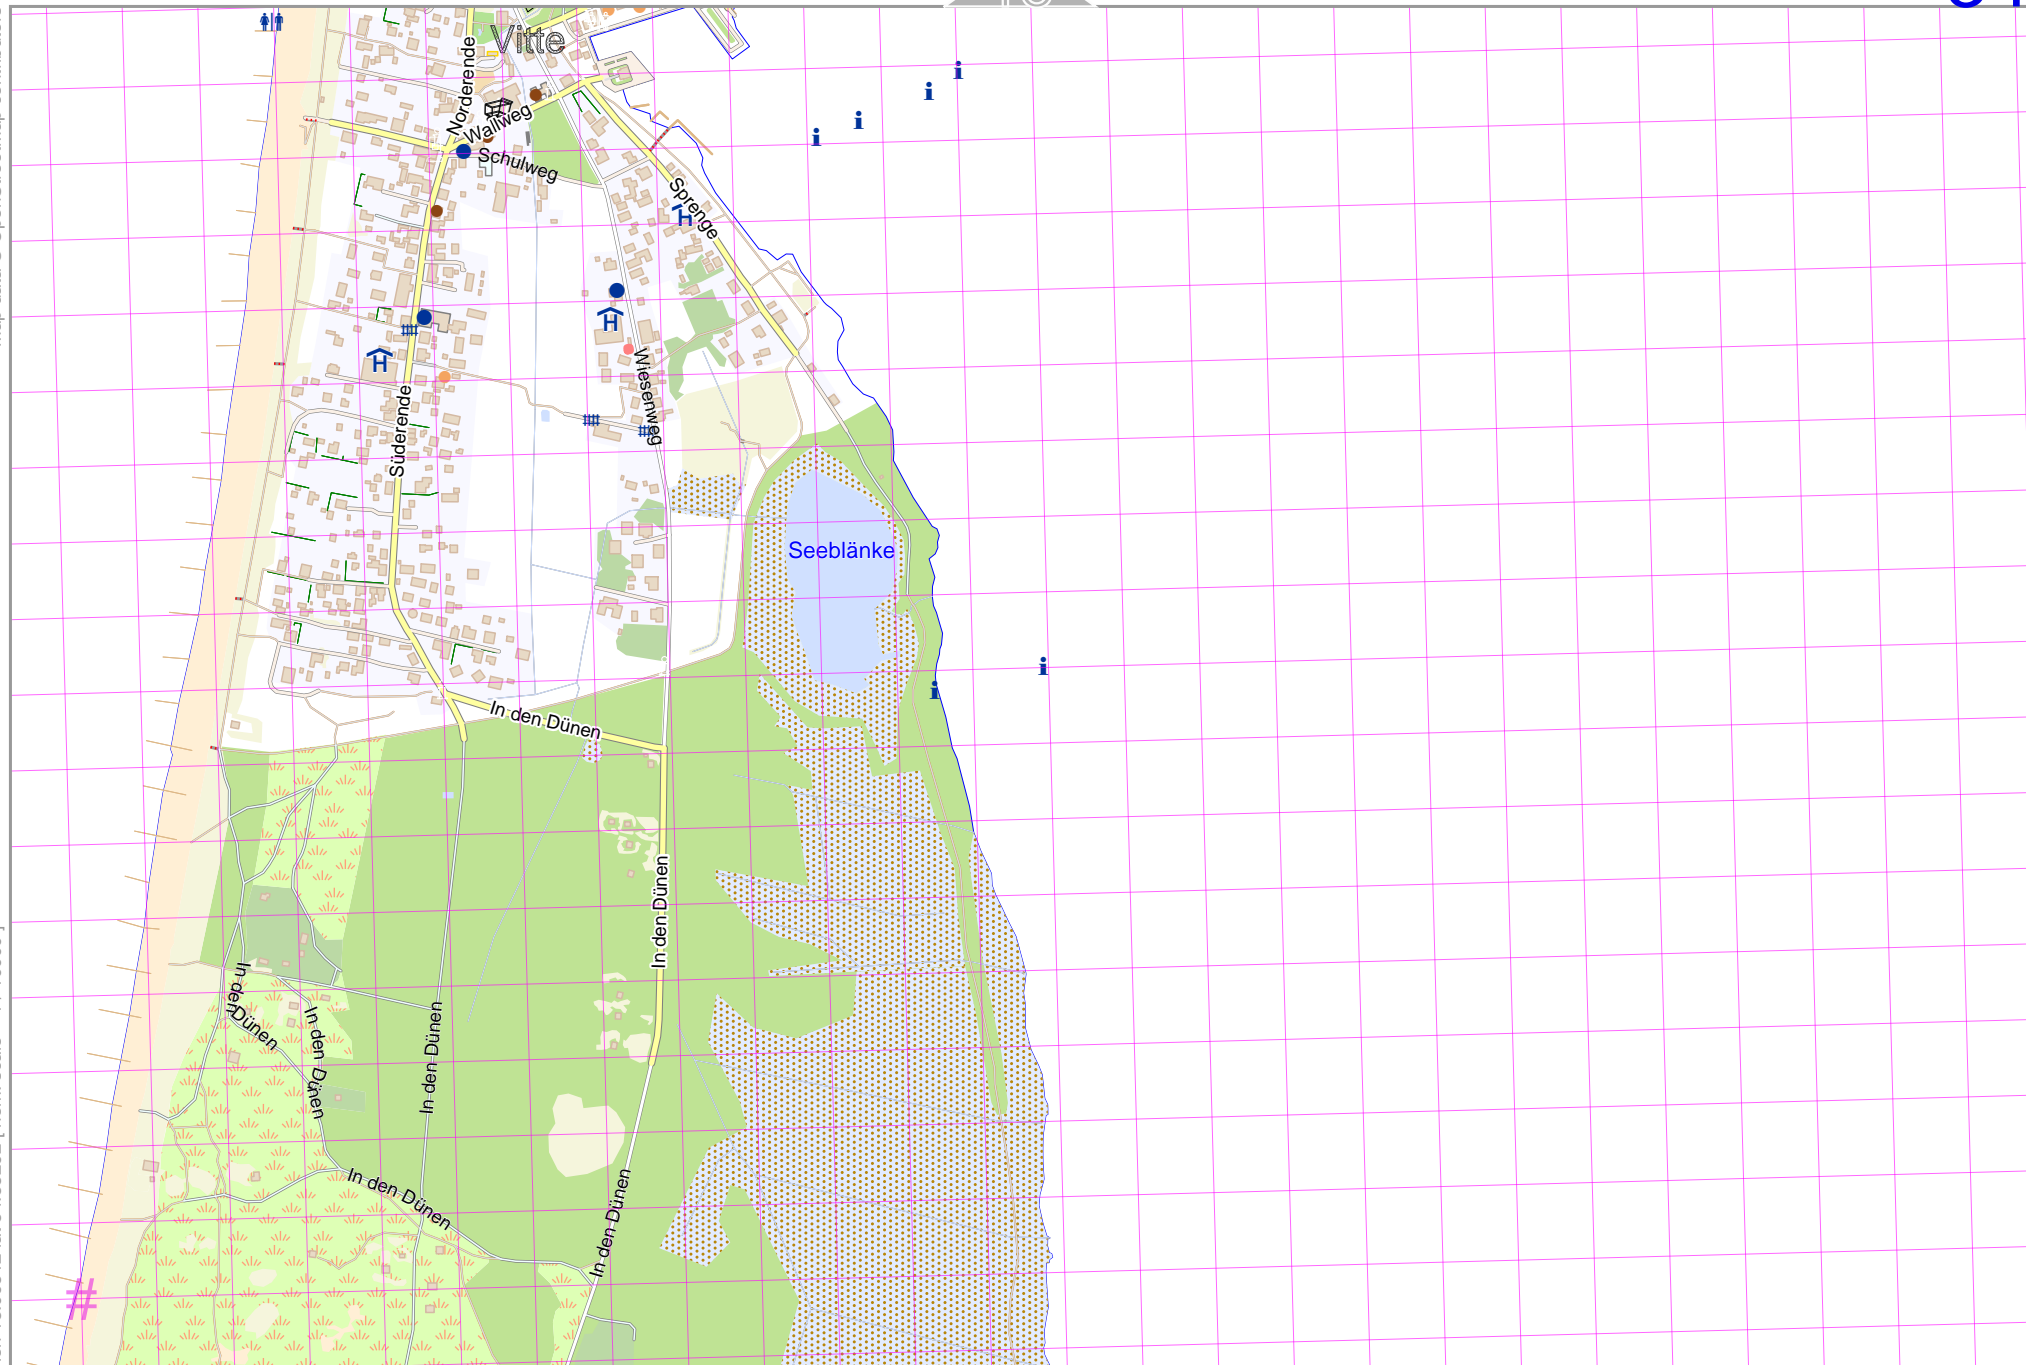 Vitte
Norderende
Wallweg
Schulweg
Sprenge
Wiesenweg
Süderende
Seeblänke
In den Dünen
In den Dünen
In den Dünen
In den Dünen
In den Dünen
In den Dünen
In den Dünen
#